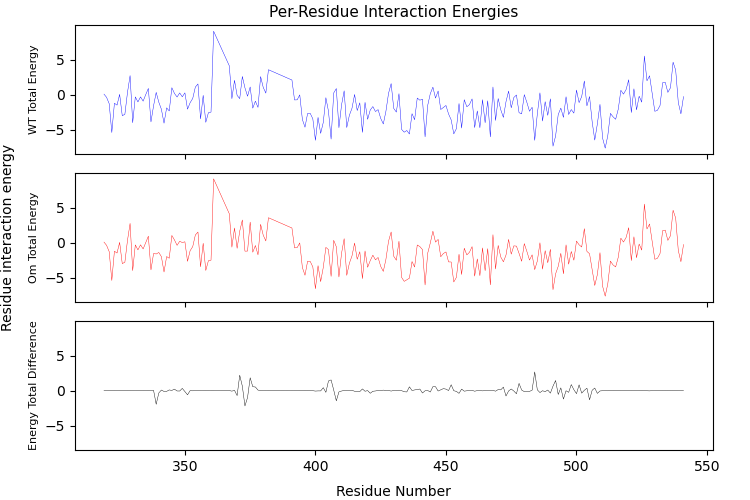 Per-Residue Interaction Energies
Residue interaction energy
WT Total Energy
5
0
−5
Om Total Energy
5
0
−5
Energy Total Difference
5
0
−5
350
400
450
500
550
Residue Number